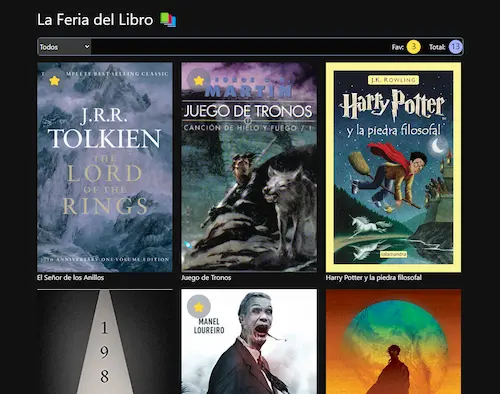 La Feria del Libro
Todos
Fav: 3
Total: 13
COMPLETE BEST-SELLING CLASSIC
J.R.R.
TOLKIEN
THE
LORD
OF THE
RINGS
ANNIVERSARY ONE-VOLUME EDITION
El Señor de los Anillos
MARTIN
JUEGO DE TRONOS
CANCIÓN DE HIELO Y FUEGO / 1
Juego de Tronos
J.K. ROWLING
Harry Potter
y la piedra filosofal
salamandra
Harry Potter y la piedra filosofal
1
9
8
MANEL
LOUREIRO